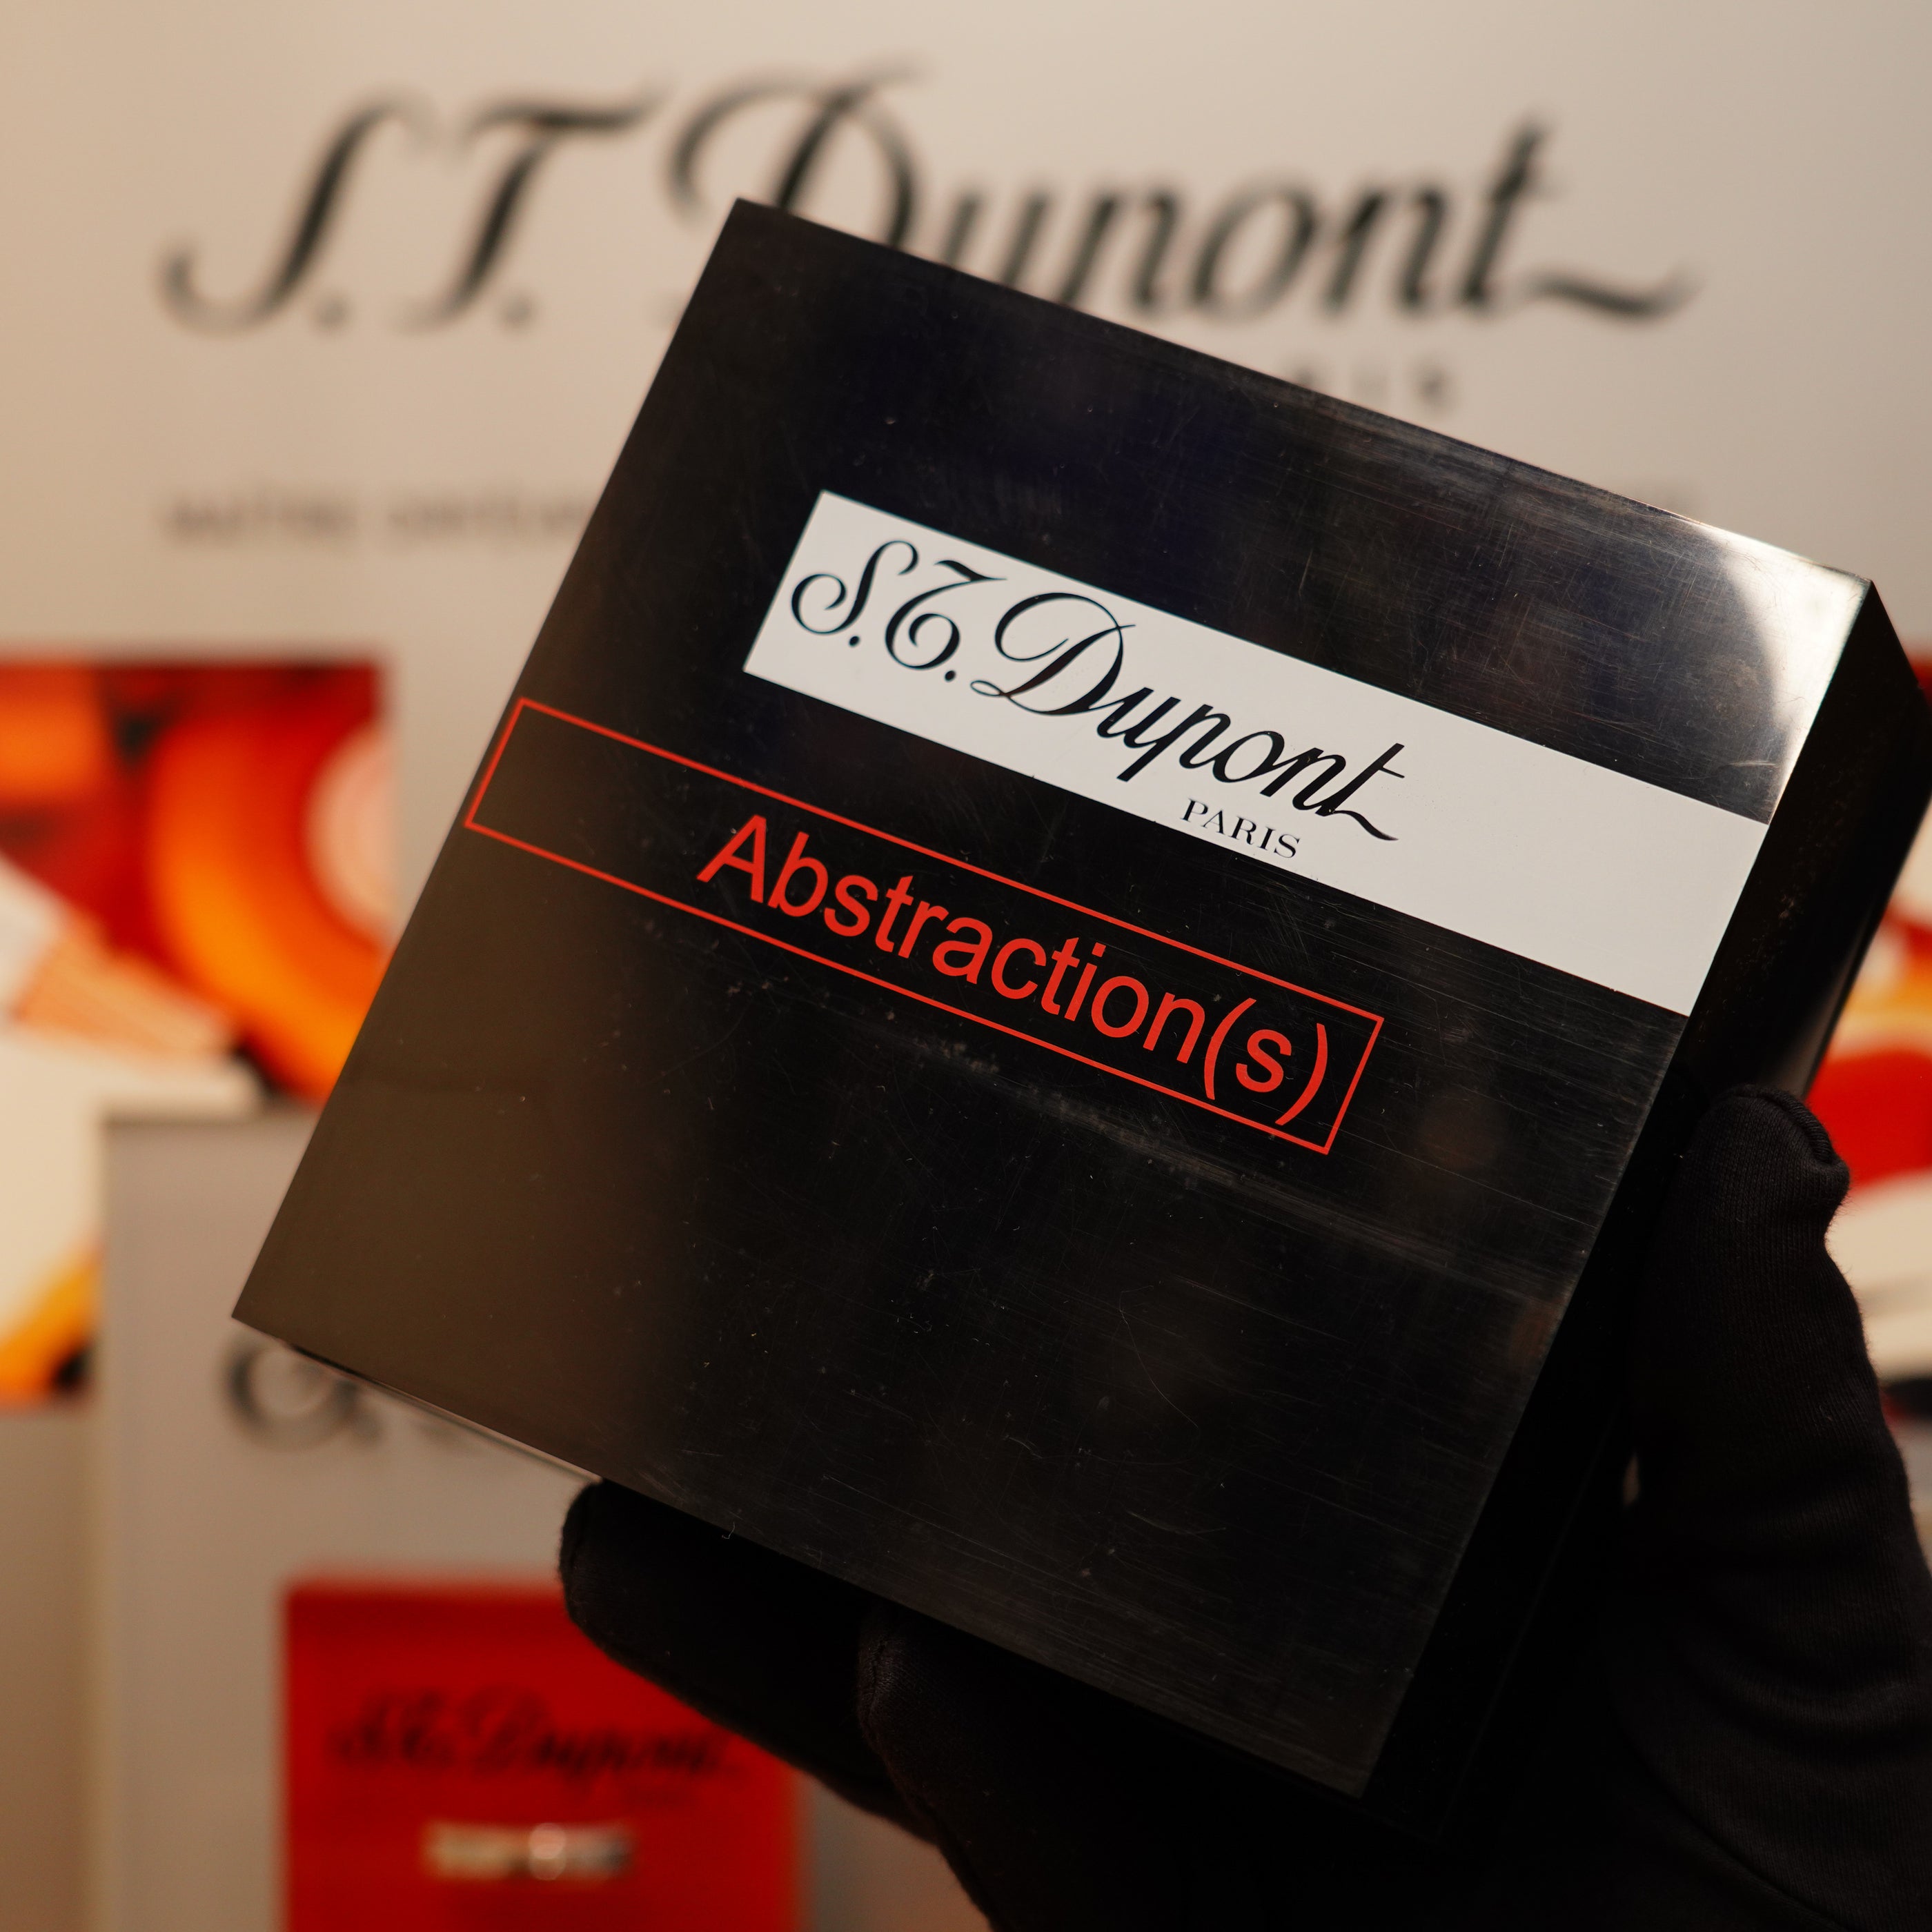 S.T. Dupont
S.T. Dupont
PARIS
Abstraction(s)
S.T. Dupont